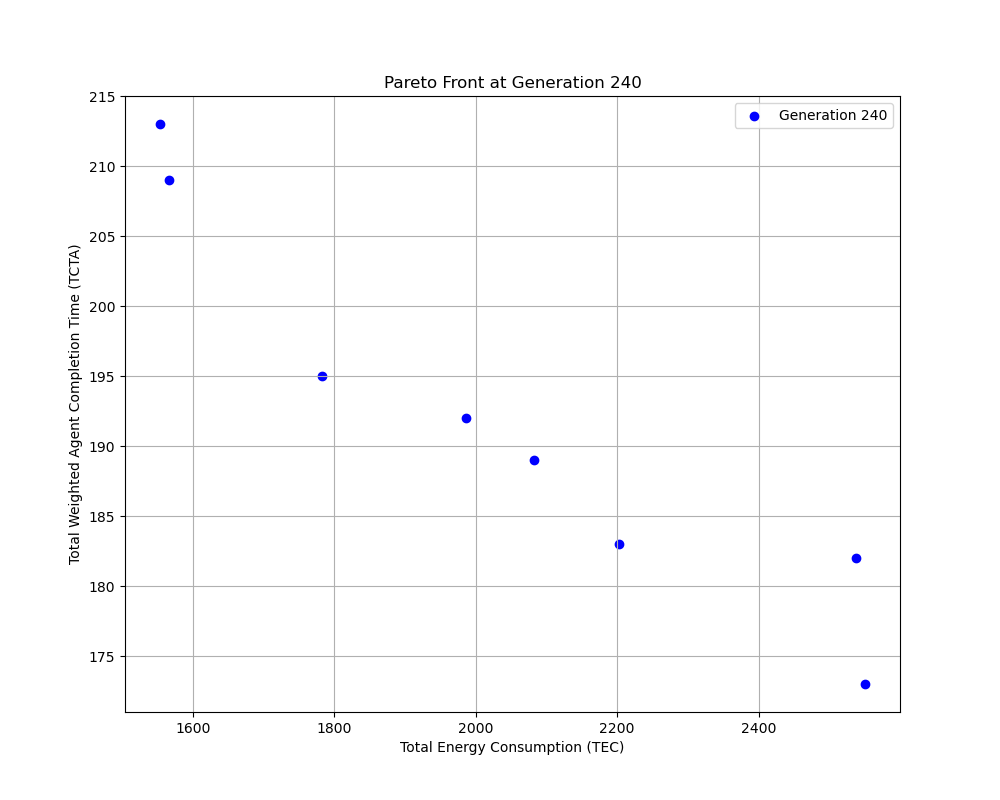 Pareto Front at Generation 240
Generation 240
215
210
205
200
195
190
185
180
175
Total Weighted Agent Completion Time (TCTA)
1600 1800 2000 2200 2400
Total Energy Consumption (TEC)